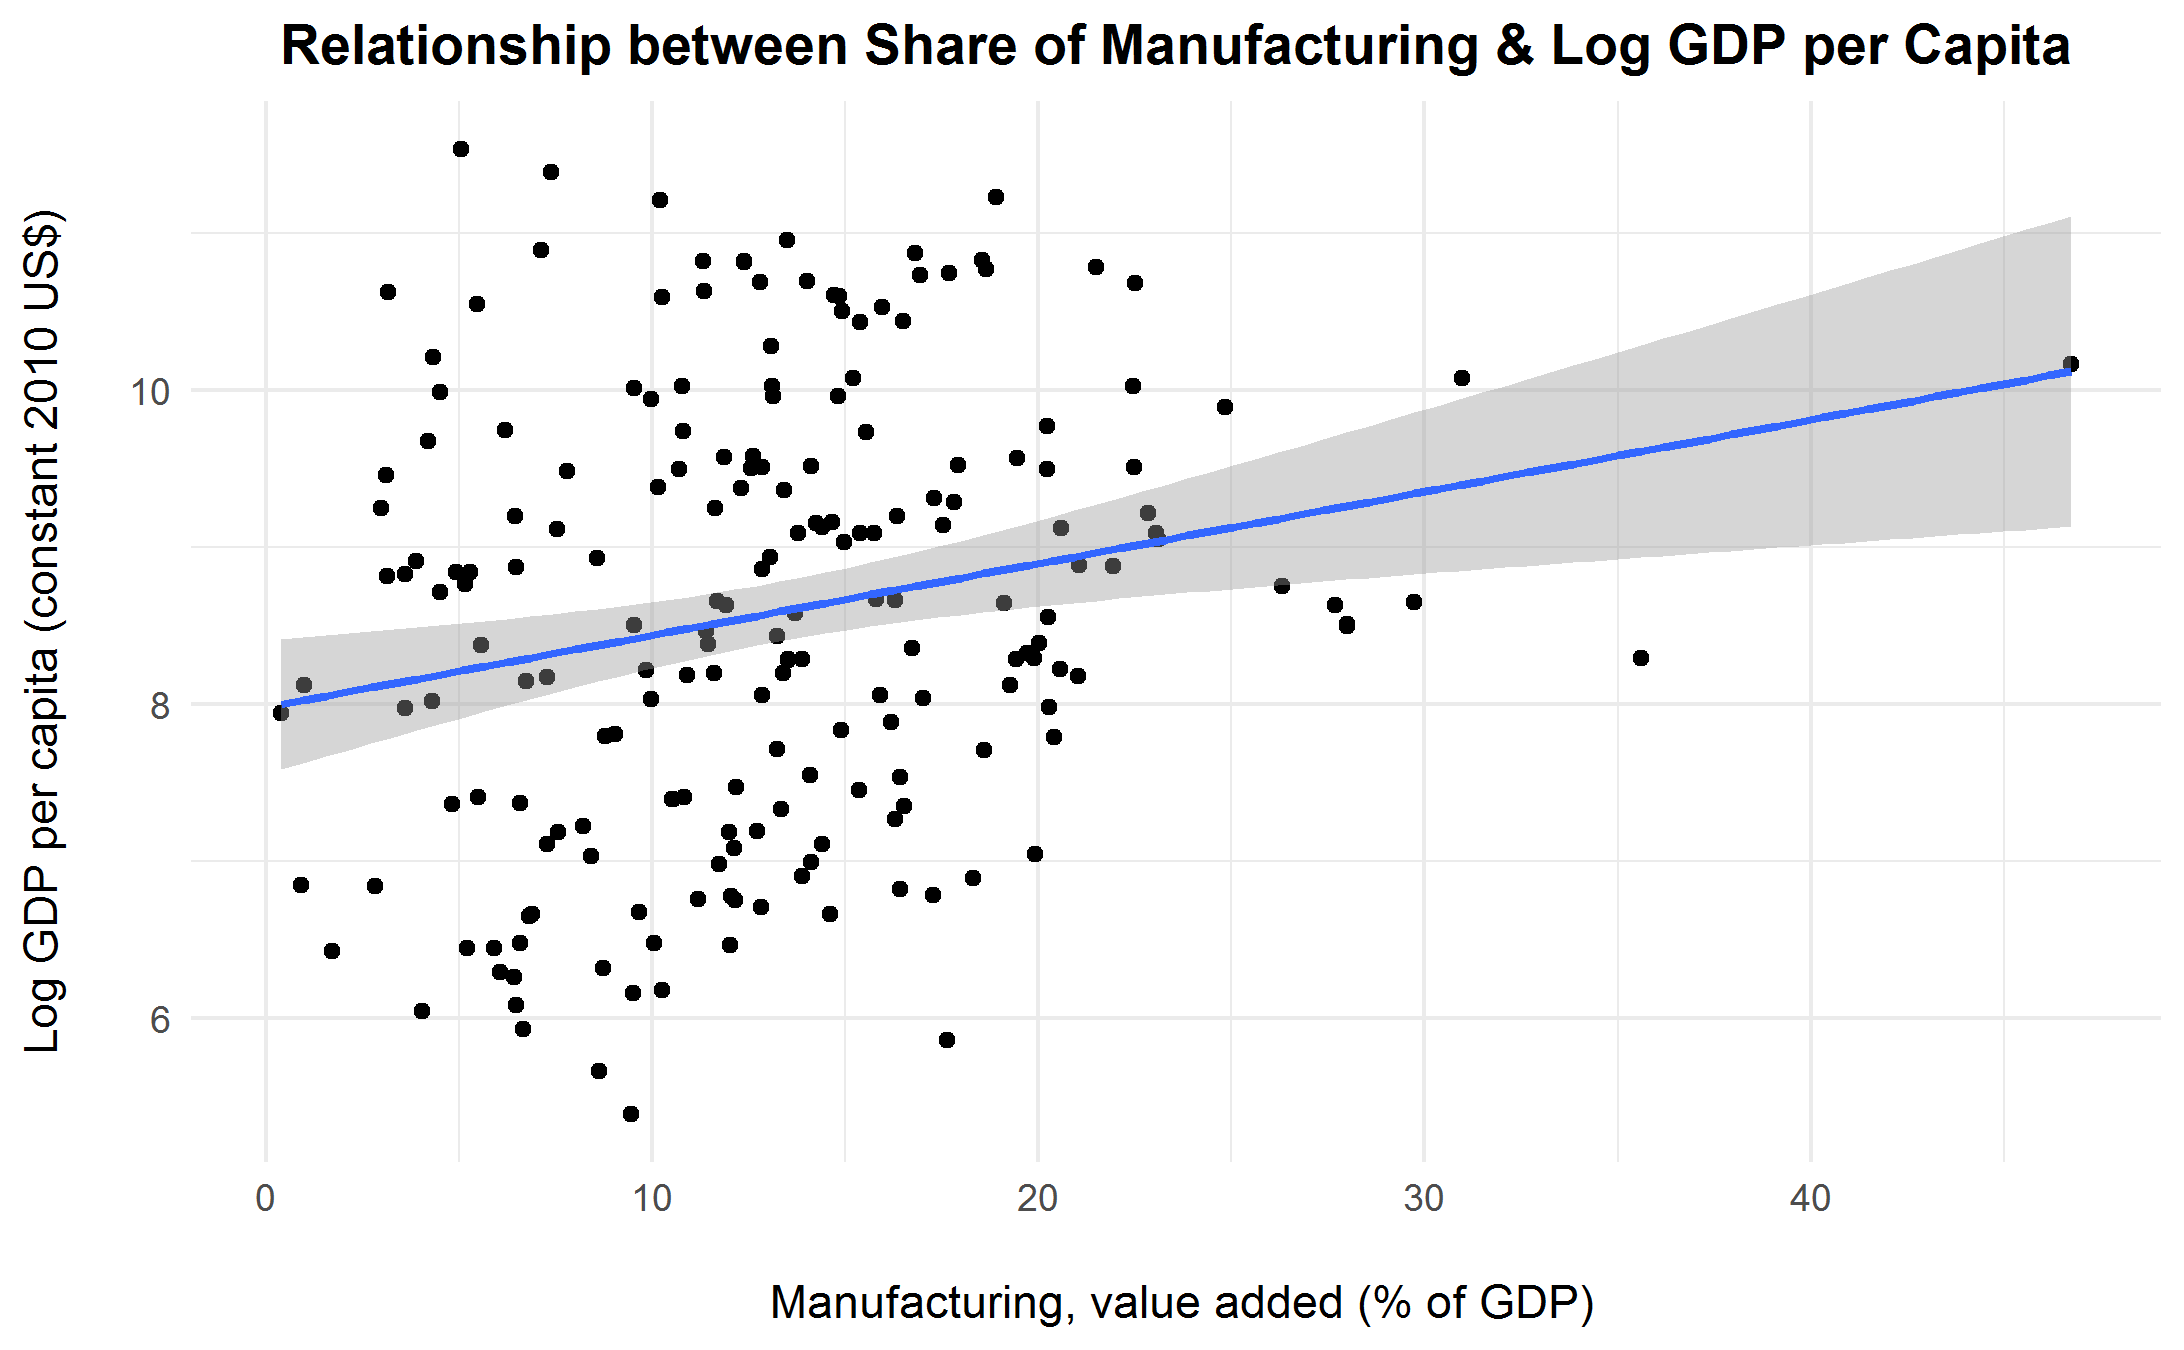 Relationship between Share of Manufacturing & Log GDP per Capita
Log GDP per capita (constant 2010 US$)
10
8
6
0
10
20
30
40
Manufacturing, value added (% of GDP)